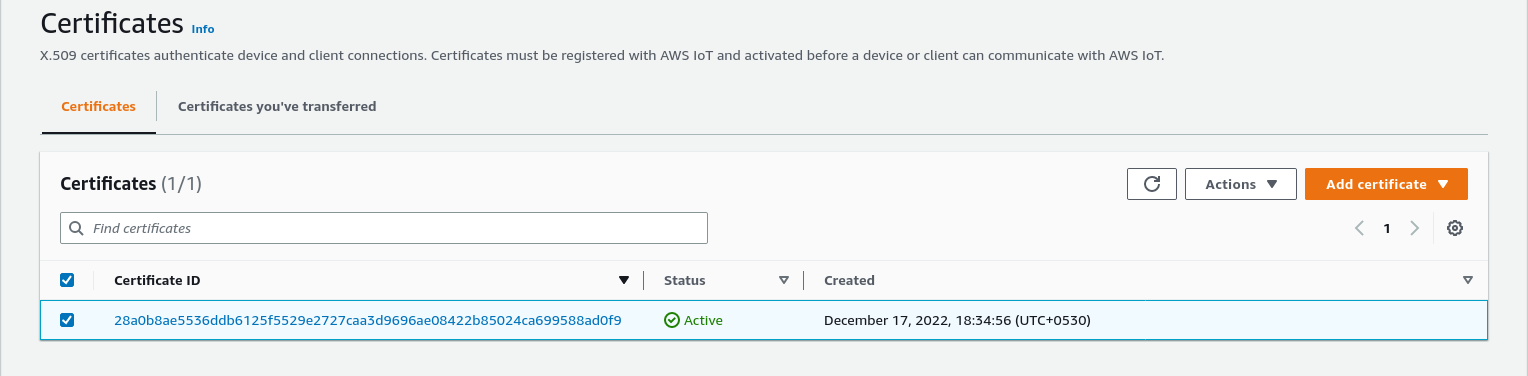 Certificates Info
X.509 certificates authenticate device and client connections. Certificates must be registered with AWS IoT and activated before a device or client can communicate with AWS IoT.
Certificates Certificates you've transferred
Certificates (1/1) Actions Add certificate
Find certificates 1
Certificate ID Status Created
28a0b8ae5536ddb6125f5529e2727caa3d9696ae08422b85024ca699588ad0f9 Active December 17, 2022, 18:34:56 (UTC+0530)